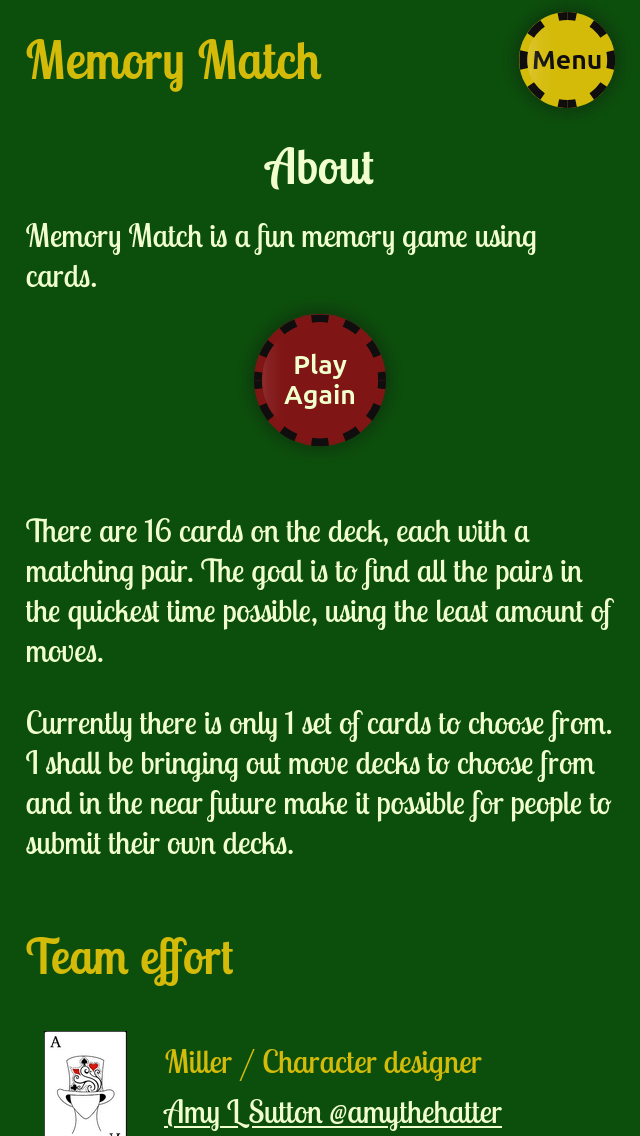 Memory Match
Menu
About
Memory Match is a fun memory game using
cards.
Play
Again
There are 16 cards on the deck, each with a
matching pair. The goal is to find all the pairs in
the quickest time possible, using the least amount of
moves.
Currently there is only 1 set of cards to choose from.
I shall be bringing out move decks to choose from
and in the near future make it possible for people to
submit their own decks.
Team effort
A
Miller / Character designer
Amy L Sutton @amythehatter